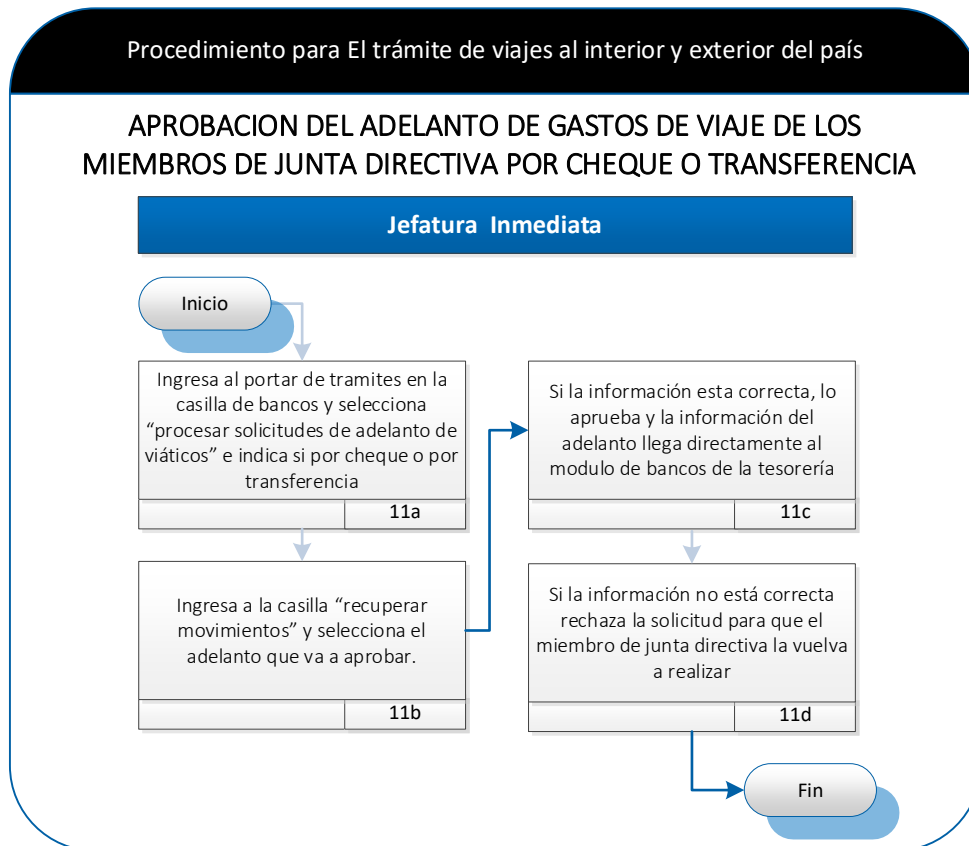 Procedimiento para El trámite de viajes al interior y exterior del país
APROBACION DEL ADELANTO DE GASTOS DE VIAJE DE LOS
MIEMBROS DE JUNTA DIRECTIVA POR CHEQUE O TRANSFERENCIA
Jefatura Inmediata
Inicio
Ingresa al portar de tramites en la
casilla de bancos y selecciona
“procesar solicitudes de adelanto de
viáticos” e indica si por cheque o por
transferencia
11a
Ingresa a la casilla “recuperar
movimientos” y selecciona el
adelanto que va a aprobar.
11b
Si la información esta correcta, lo
aprueba y la información del
adelanto llega directamente al
modulo de bancos de la tesorería
11c
Si la información no está correcta
rechaza la solicitud para que el
miembro de junta directiva la vuelva
a realizar
11d
Fin